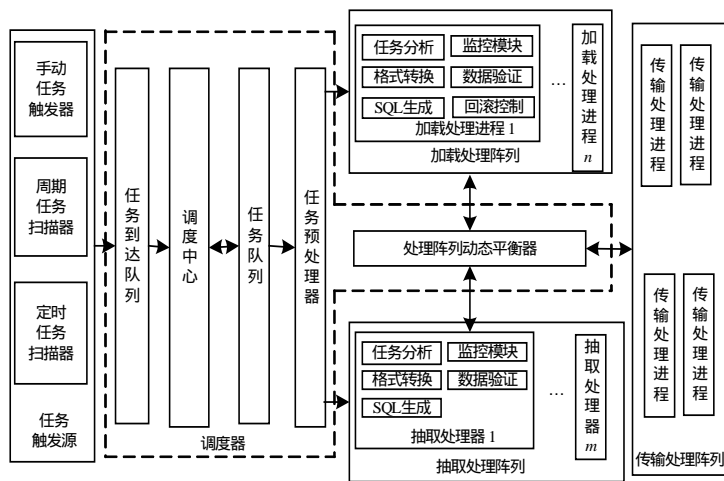 手动
任务
触发器
周期
任务
扫描器
定时
任务
扫描器
任务
触发源
任务到达队列
调度中心
任务队列
任务预处理器
调度器
任务分析
监控模块
格式转换
数据验证
SQL生成
回滚控制
加载处理进程 1
…
加载处理进程 n
加载处理阵列
处理阵列动态平衡器
任务分析
监控模块
格式转换
数据验证
SQL生成
抽取处理器 1
…
抽取处理器 m
抽取处理阵列
传输处理进程
传输处理进程
传输处理进程
传输处理进程
传输处理阵列